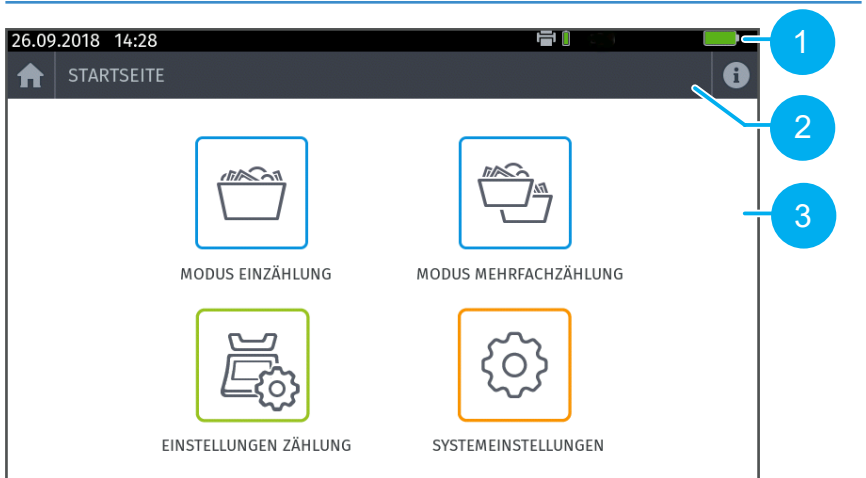 26.09.2018 14:28
1
STARTSEITE
2
3
MODUS EINZÄHLUNG MODUS MEHRFACHZÄHLUNG
EINSTELLUNGEN ZÄHLUNG SYSTEMEINSTELLUNGEN